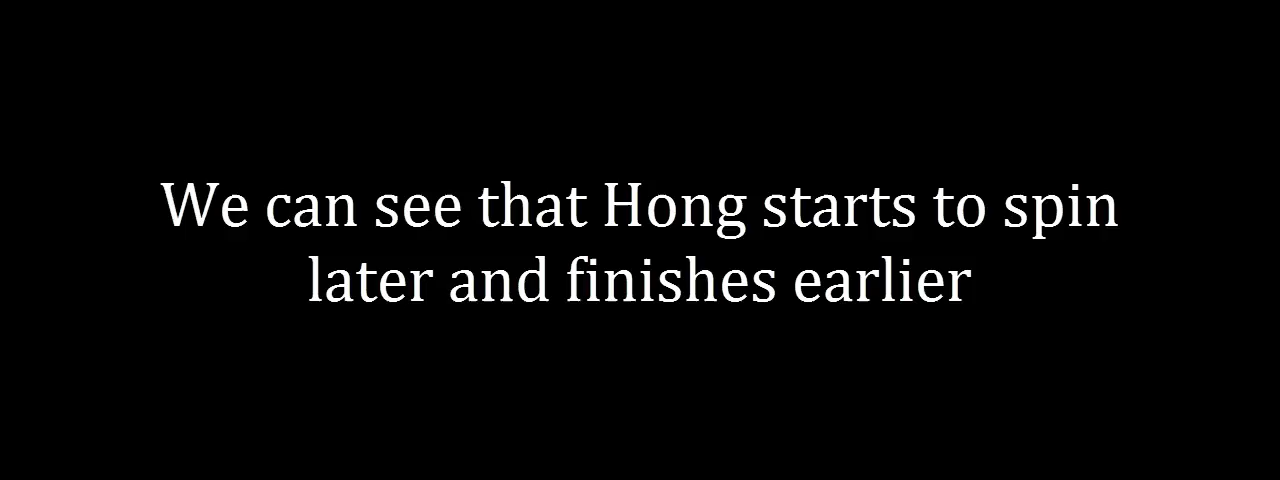 We can see that Hong starts to spin
later and finishes earlier